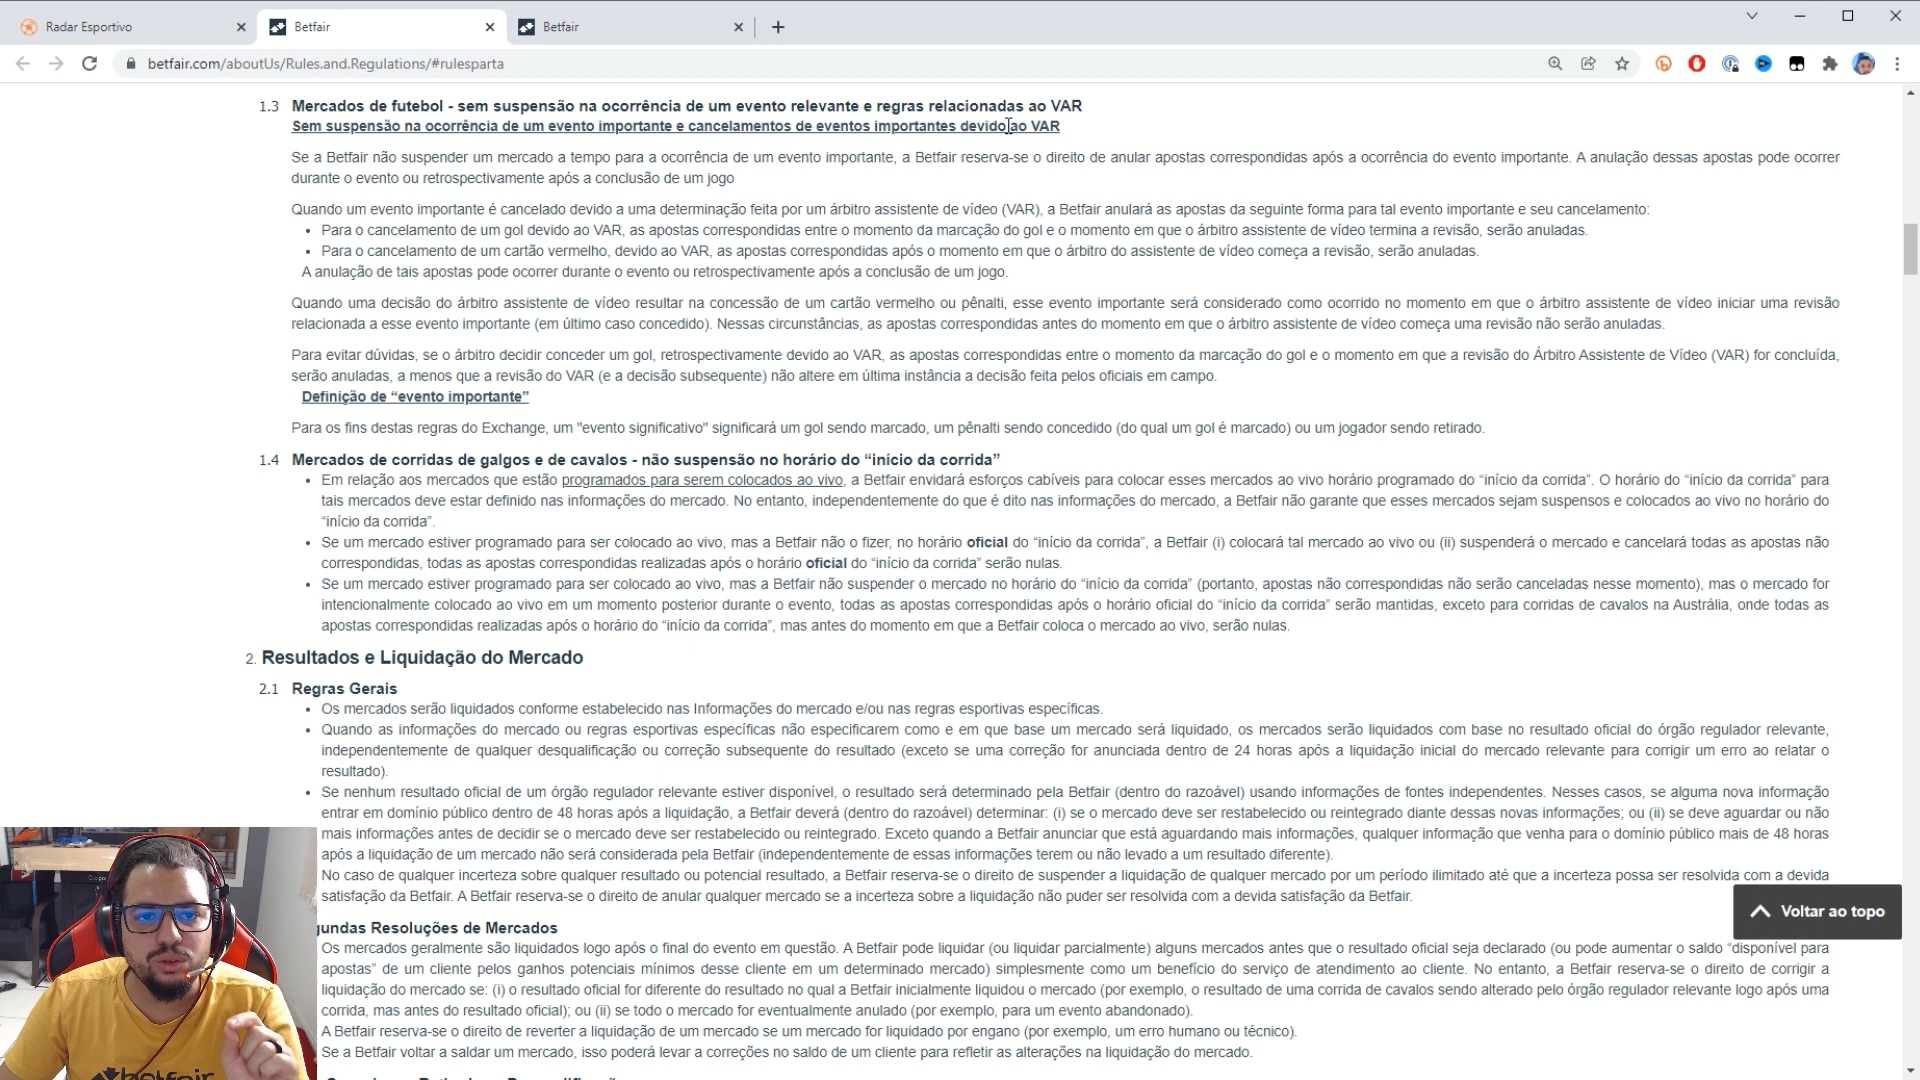 Radar Esportivo
Betfair
Betfair
betfair.com/aboutUs/Rules.and.Regulations/#rulesparta
1.3 Mercados de futebol - sem suspensão na ocorrência de um evento relevante e regras relacionadas ao VAR
Sem suspensão na ocorrência de um evento importante e cancelamentos de eventos importantes devido ao VAR
Se a Betfair não suspender um mercado a tempo para a ocorrência de um evento importante, a Betfair reserva-se o direito de anular apostas correspondidas após a ocorrência do evento importante. A anulação dessas apostas pode ocorrer
durante o evento ou retrospectivamente após a conclusão de um jogo
Quando um evento importante é cancelado devido a uma determinação feita por um árbitro assistente de vídeo (VAR), a Betfair anulará as apostas da seguinte forma para tal evento importante e seu cancelamento:
• Para o cancelamento de um gol devido ao VAR, as apostas correspondidas entre o momento da marcação do gol e o momento em que o árbitro assistente de vídeo termina a revisão, serão anuladas.
• Para o cancelamento de um cartão vermelho, devido ao VAR, as apostas correspondidas após o momento em que o árbitro do assistente de vídeo começa a revisão, serão anuladas.
A anulação de tais apostas pode ocorrer durante o evento ou retrospectivamente após a conclusão de um jogo.
Quando uma decisão do árbitro assistente de vídeo resultar na concessão de um cartão vermelho ou pênalti, esse evento importante será considerado como ocorrido no momento em que o árbitro assistente de vídeo iniciar uma revisão
relacionada a esse evento importante (em último caso concedido). Nessas circunstâncias, as apostas correspondidas antes do momento em que o árbitro assistente de vídeo começa uma revisão não serão anuladas.
Para evitar dúvidas, se o árbitro decidir conceder um gol, retrospectivamente devido ao VAR, as apostas correspondidas entre o momento da marcação do gol e o momento em que a revisão do Árbitro Assistente de Vídeo (VAR) for concluída,
serão anuladas, a menos que a revisão do VAR (e a decisão subsequente) não altere em última instância a decisão feita pelos oficiais em campo.
Definição de “evento importante”
Para os fins destas regras do Exchange, um "evento significativo" significará um gol sendo marcado, um pênalti sendo concedido (do qual um gol é marcado) ou um jogador sendo retirado.
1.4 Mercados de corridas de galgos e de cavalos - não suspensão no horário do “início da corrida”
• Em relação aos mercados que estão programados para serem colocados ao vivo, a Betfair envidará esforços cabíveis para colocar esses mercados ao vivo horário programado do “início da corrida”. O horário do “início da corrida” para
tais mercados deve estar definido nas informações do mercado. No entanto, independentemente do que é dito nas informações do mercado, a Betfair não garante que esses mercados sejam suspensos e colocados ao vivo no horário do
“início da corrida”.
• Se um mercado estiver programado para ser colocado ao vivo, mas a Betfair não o fizer, no horário oficial do “início da corrida”, a Betfair (i) colocará tal mercado ao vivo ou (ii) suspenderá o mercado e cancelará todas as apostas não
correspondidas, todas as apostas correspondidas realizadas após o horário oficial do “início da corrida” serão nulas.
• Se um mercado estiver programado para ser colocado ao vivo, mas a Betfair não suspender o mercado no horário do “início da corrida” (portanto, apostas não correspondidas não serão canceladas nesse momento), mas o mercado for
intencionalmente colocado ao vivo em um momento posterior durante o evento, todas as apostas correspondidas após o horário oficial do “início da corrida” serão mantidas, exceto para corridas de cavalos na Austrália, onde todas as
apostas correspondidas realizadas após o horário do “início da corrida”, mas antes do momento em que a Betfair coloca o mercado ao vivo, serão nulas.
2. Resultados e Liquidação do Mercado
2.1 Regras Gerais
• Os mercados serão liquidados conforme estabelecido nas Informações do mercado e/ou nas regras esportivas específicas.
• Quando as informações do mercado ou regras esportivas específicas não especificarem como e em que base um mercado será liquidado, os mercados serão liquidados com base no resultado oficial do órgão regulador relevante,
independentemente de qualquer desqualificação ou correção subsequente do resultado (exceto se uma correção for anunciada dentro de 24 horas após a liquidação inicial do mercado relevante para corrigir um erro ao relatar o
resultado).
• Se nenhum resultado oficial de um órgão regulador relevante estiver disponível, o resultado será determinado pela Betfair (dentro do razoável) usando informações de fontes independentes. Nesses casos, se alguma nova informação
entrar em domínio público dentro de 48 horas após a liquidação, a Betfair deverá (dentro do razoável) determinar: (i) se o mercado deve ser restabelecido ou reintegrado diante dessas novas informações; ou (ii) se deve aguardar ou não
mais informações antes de decidir se o mercado deve ser restabelecido ou reintegrado. Exceto quando a Betfair anunciar que está aguardando mais informações, qualquer informação que venha para o domínio público mais de 48 horas
após a liquidação de um mercado não será considerada pela Betfair (independentemente de essas informações terem ou não levado a um resultado diferente).
No caso de qualquer incerteza sobre qualquer resultado ou potencial resultado, a Betfair reserva-se o direito de suspender a liquidação de qualquer mercado por um período ilimitado até que a incerteza possa ser resolvida com a devida
satisfação da Betfair. A Betfair reserva-se o direito de anular qualquer mercado se a incerteza sobre a liquidação não puder ser resolvida com a devida satisfação da Betfair.
Voltar ao topo
gundas Resoluções de Mercados
Os mercados geralmente são liquidados logo após o final do evento em questão. A Betfair pode liquidar (ou liquidar parcialmente) alguns mercados antes que o resultado oficial seja declarado (ou pode aumentar o saldo “disponível para
apostas” de um cliente pelos ganhos potenciais mínimos desse cliente em um determinado mercado) simplesmente como um benefício do serviço de atendimento ao cliente. No entanto, a Betfair reserva-se o direito de corrigir a
liquidação do mercado se: (i) o resultado oficial for diferente do resultado no qual a Betfair inicialmente liquidou o mercado (por exemplo, o resultado de uma corrida de cavalos sendo alterado pelo órgão regulador relevante logo após uma
corrida, mas antes do resultado oficial); ou (ii) se todo o mercado for eventualmente anulado (por exemplo, para um evento abandonado).
A Betfair reserva-se o direito de reverter a liquidação de um mercado se um mercado for liquidado por engano (por exemplo, um erro humano ou técnico).
Se a Betfair voltar a saldar um mercado, isso poderá levar a correções no saldo de um cliente para refletir as alterações na liquidação do mercado.
betfair